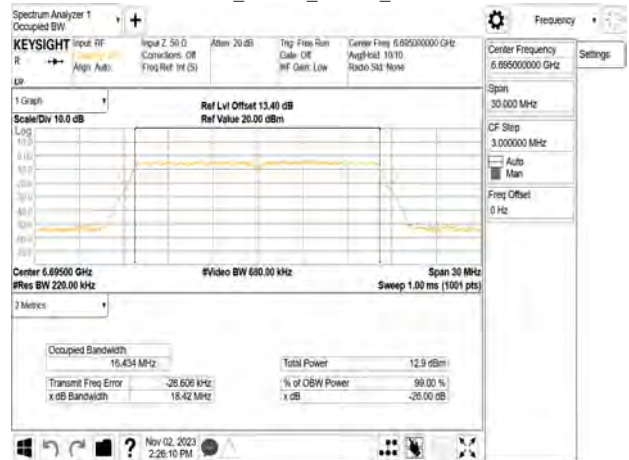 Spectrum Analyzer 1
Occupied BW
+
Frequency
KEYSIGHT
R
Input: RF
Align: Auto
Input Z: 50 Ω
Corrections: Off
Freq Ref: Int (S)
Atten: 20 dB
Trig: Free Run
Gate: Off
#IF Gain: Low
Center Freq: 6.695000000 GHz
Avg|Hold: 10/10
Radio Std: None
Center Frequency
6.695000000 GHz
Settings
Span
30.000 MHz
CF Step
3.000000 MHz
Auto
Man
Freq Offset
0 Hz
1 Graph
Scale/Div 10.0 dB
Ref Lvl Offset 13.40 dB
Ref Value 20.00 dBm
Log
Center 6.69500 GHz
#Res BW 220.00 kHz
#Video BW 680.00 kHz
Span 30 MHz
Sweep 1.00 ms (1001 pts)
2 Metrics
Occupied Bandwidth
16.434 MHz
Total Power
12.9 dBm
Transmit Freq Error
-26.606 kHz
% of OBW Power
99.00 %
x dB Bandwidth
18.42 MHz
x dB
-26.00 dB
?
Nov 02, 2023
2:26:10 PM